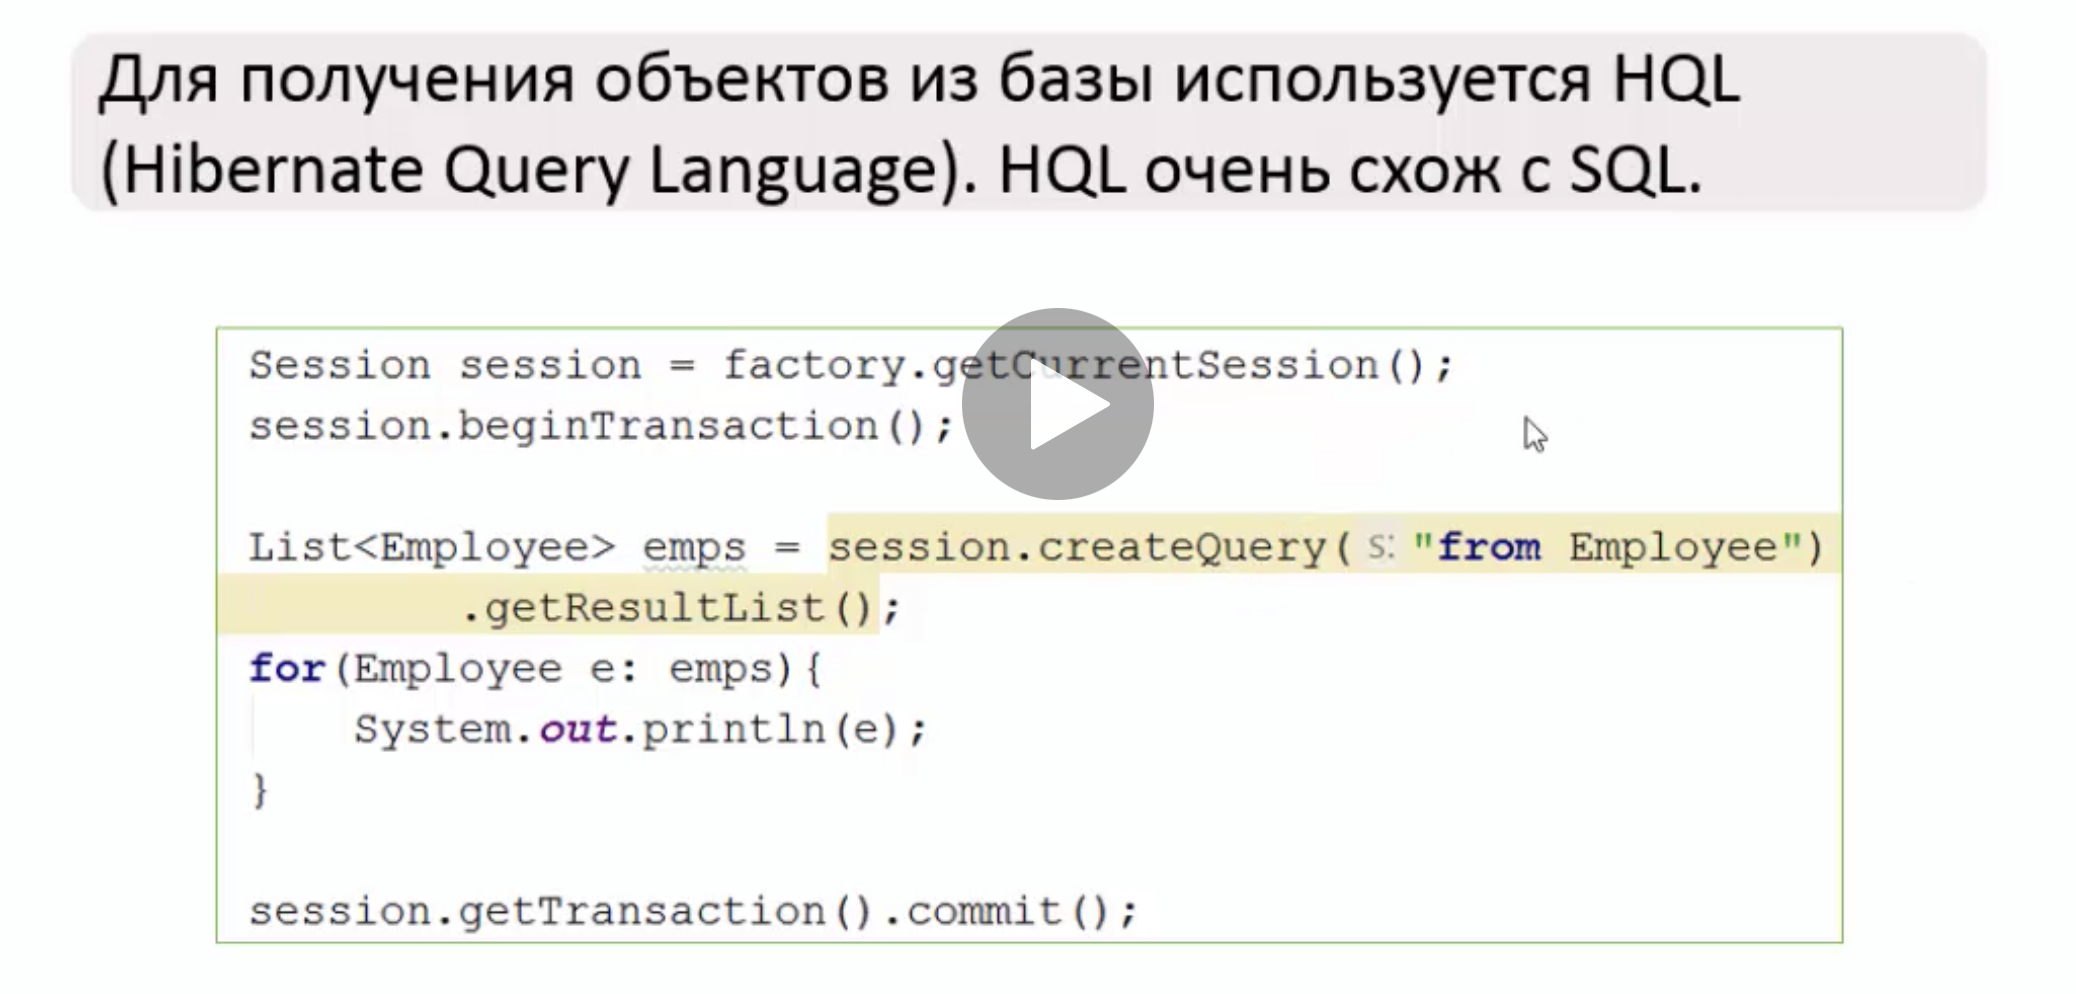 Для получения объектов из базы используется HQL
(Hibernate Query Language). HQL очень схож с SQL.
Session session = factory.getCurrentSession();
session.beginTransaction();
List<Employee> emps = session.createQuery( s: "from Employee")
.getResultList();
for(Employee e: emps){
System.out.println(e);
}
session.getTransaction().commit();